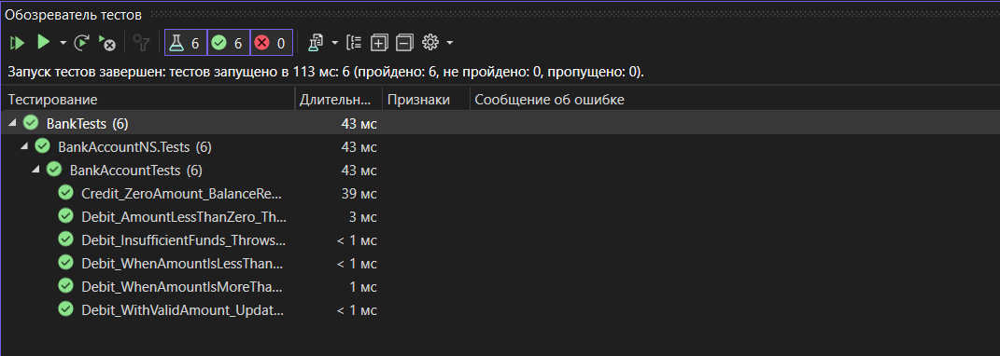 Обозреватель тестов
6 6 0
Запуск тестов завершен: тестов запущено в 113 мс: 6 (пройдено: 6, не пройдено: 0, пропущено: 0).
Тестирование Длительн... Признаки Сообщение об ошибке
BankTests (6) 43 мс
BankAccountNS.Tests (6) 43 мс
BankAccountTests (6) 43 мс
Credit_ZeroAmount_BalanceRe... 39 мс
Debit_AmountLessThanZero_Th... 3 мс
Debit_InsufficientFunds_Throws... < 1 мс
Debit_WhenAmountIsLessThan... < 1 мс
Debit_WhenAmountIsMoreTha... 1 мс
Debit_WithValidAmount_Updat... < 1 мс